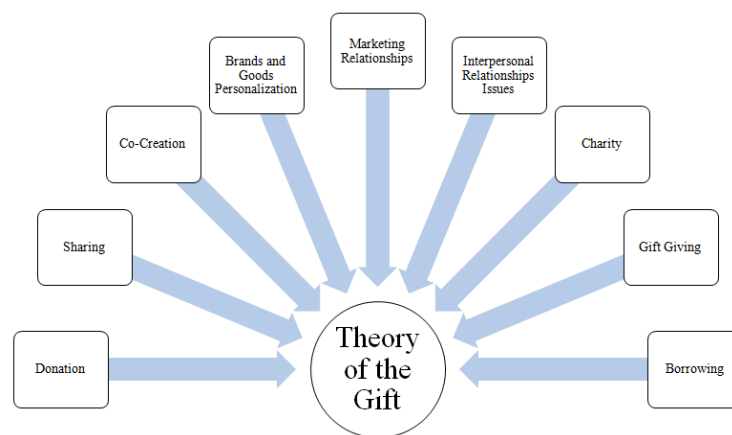 Marketing
Relationships
Brands and
Goods
Personalization
Interpersonal
Relationships
Issues
Co-Creation
Charity
Sharing
Gift Giving
Donation
Theory
of the
Gift
Borrowing